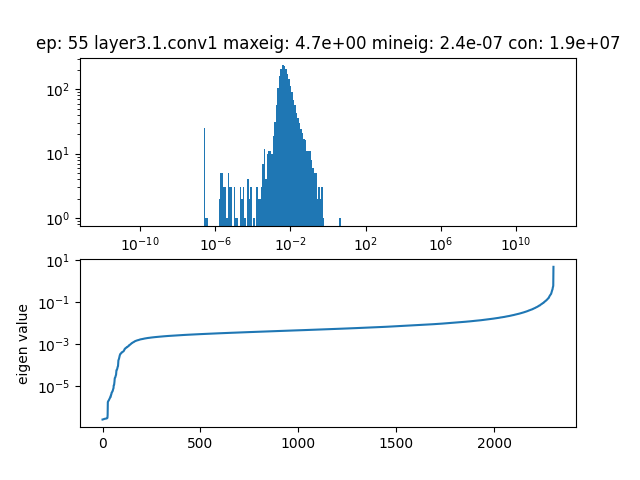 ep: 55 layer3.1.conv1 maxeig: 4.7e+00 mineig: 2.4e-07 con: 1.9e+07
10²
10¹
10⁰
10⁻¹⁰ 10⁻⁶ 10⁻² 10² 10⁶ 10¹⁰
10¹
10⁻¹
10⁻³
10⁻⁵
eigen value
0 500 1000 1500 2000